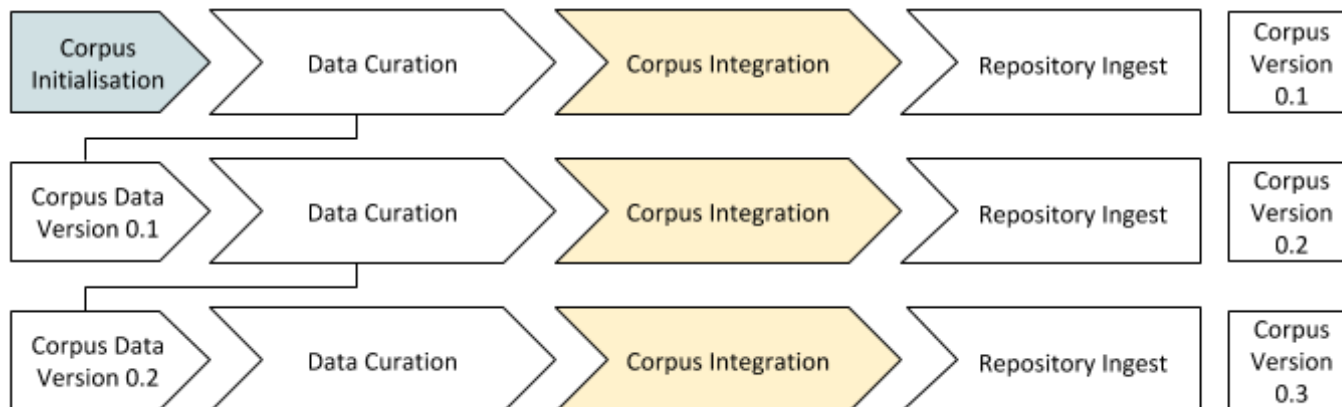 Corpus
Initialisation
Data Curation
Corpus Integration
Repository Ingest
Corpus
Version
0.1
Corpus Data
Version 0.1
Data Curation
Corpus Integration
Repository Ingest
Corpus
Version
0.2
Corpus Data
Version 0.2
Data Curation
Corpus Integration
Repository Ingest
Corpus
Version
0.3